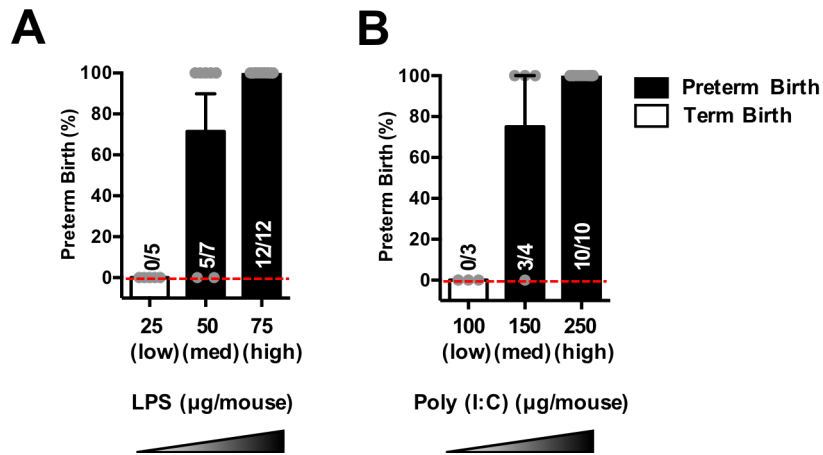 A
Preterm Birth (%)
100
80
60
40
20
0
0/5
5/7
12/12
25 50 75
(low) (med) (high)
LPS (µg/mouse)
B
Preterm Birth (%)
100
80
60
40
20
0
0/3
3/4
10/10
100 150 250
(low) (med) (high)
Poly (I:C) (µg/mouse)
Preterm Birth
Term Birth